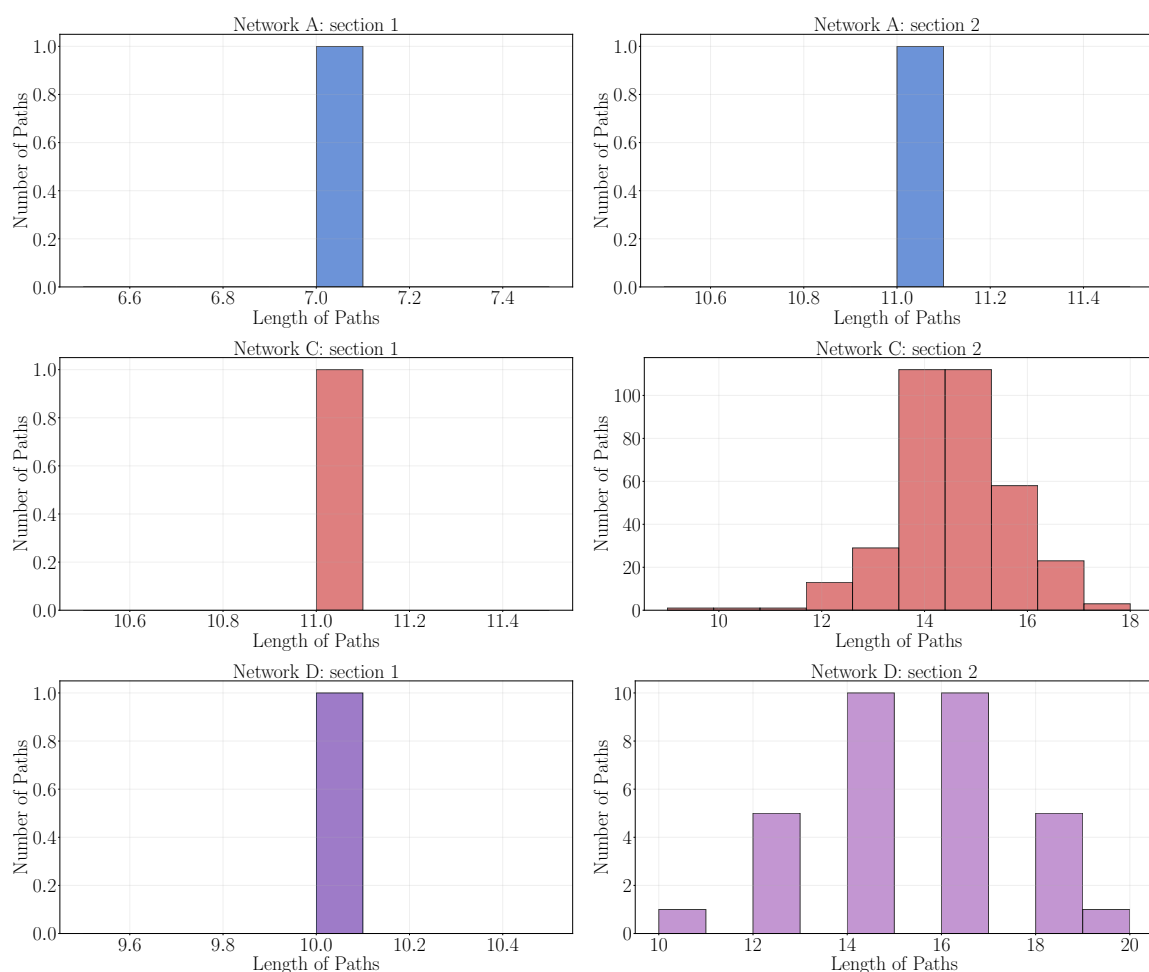 Network A: section 1
Number of Paths
1.0
0.8
0.6
0.4
0.2
0.0
6.6 6.8 7.0 7.2 7.4
Length of Paths
Network A: section 2
Number of Paths
1.0
0.8
0.6
0.4
0.2
0.0
10.6 10.8 11.0 11.2 11.4
Length of Paths
Network C: section 1
Number of Paths
1.0
0.8
0.6
0.4
0.2
0.0
10.6 10.8 11.0 11.2 11.4
Length of Paths
Network C: section 2
Number of Paths
100
80
60
40
20
0
10 12 14 16 18
Length of Paths
Network D: section 1
Number of Paths
1.0
0.8
0.6
0.4
0.2
0.0
9.6 9.8 10.0 10.2 10.4
Length of Paths
Network D: section 2
Number of Paths
10
8
6
4
2
0
10 12 14 16 18 20
Length of Paths